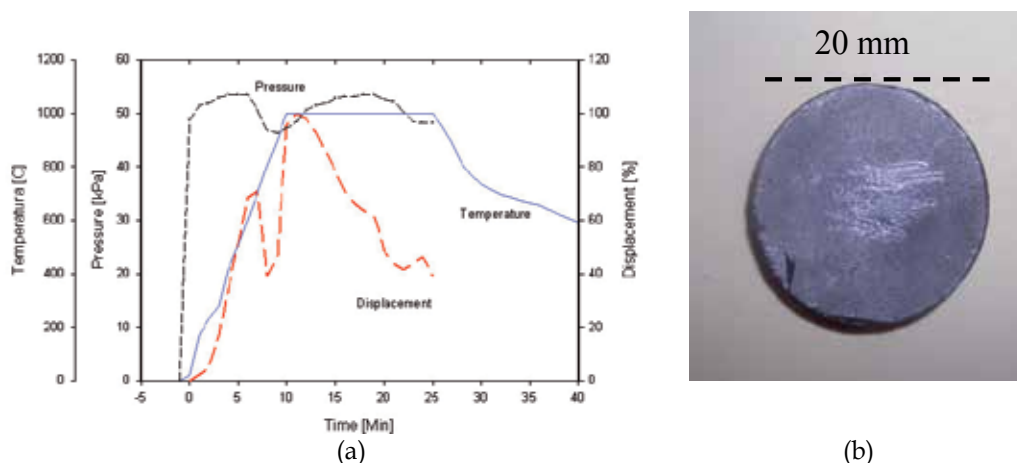 Temperatura [C]
1200
1000
800
600
400
200
0
Pressure [kPa]
60
50
40
30
20
10
0
Pressure
Temperature
Displacement
Displacement [%]
120
100
80
60
40
20
0
-5 0 5 10 15 20 25 30 35 40
Time [Min]
(a)
20 mm
(b)